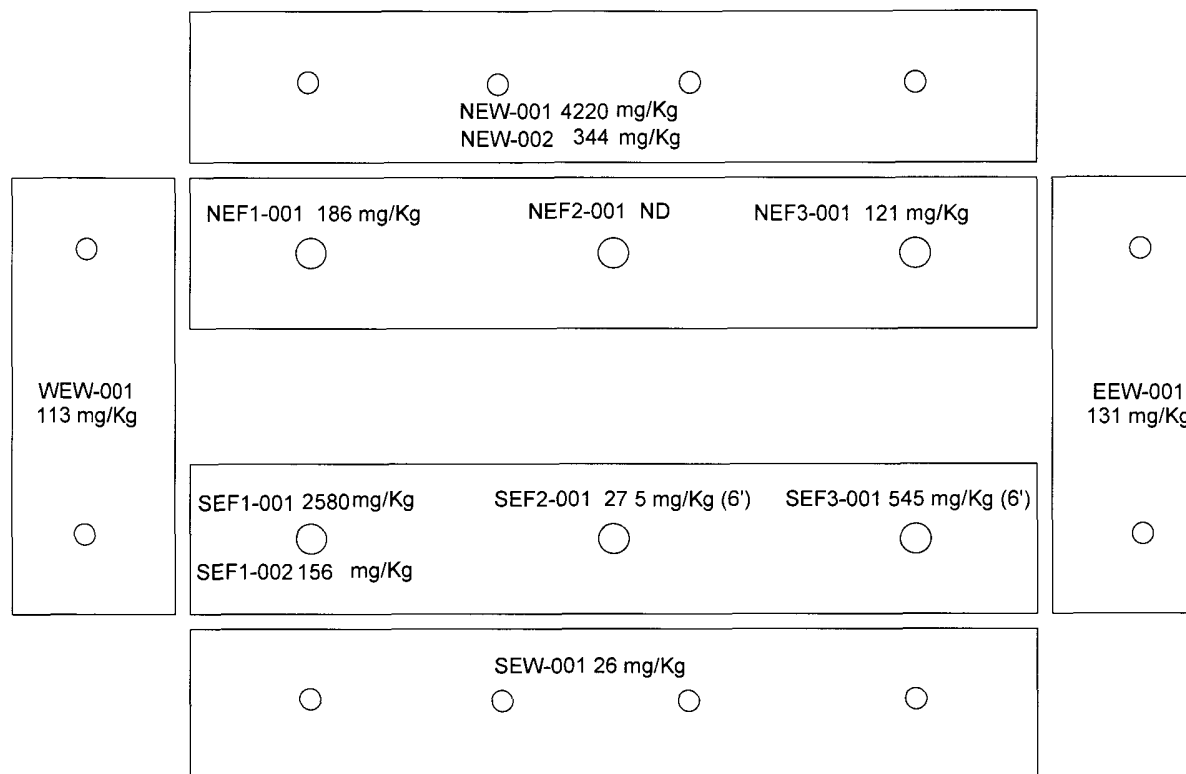 NEW-001 4220 mg/Kg
NEW-002 344 mg/Kg
NEF1-001 186 mg/Kg
NEF2-001 ND
NEF3-001 121 mg/Kg
WEW-001
113 mg/Kg
EEW-001
131 mg/Kg
SEF1-001 2580 mg/Kg
SEF2-001 27 5 mg/Kg (6')
SEF3-001 545 mg/Kg (6')
SEF1-002 156 mg/Kg
SEW-001 26 mg/Kg